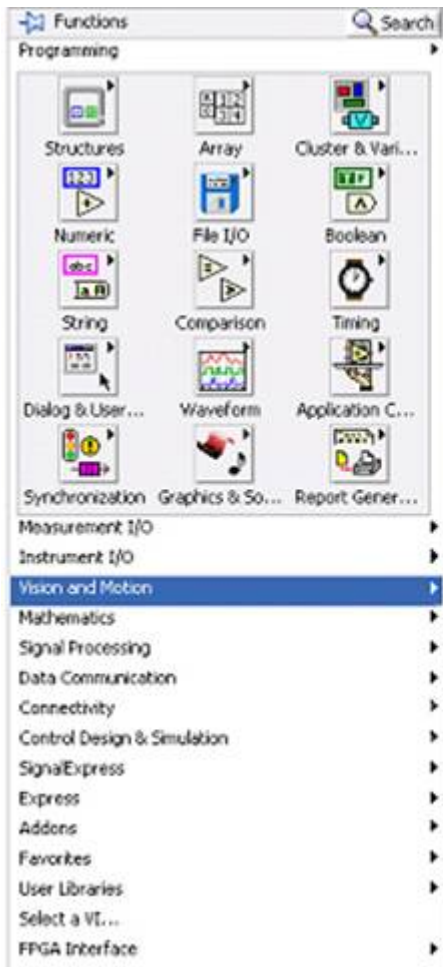 Functions Search
Programming
Structures Array Cluster & Vari...
Numeric File I/O Boolean
String Comparison Timing
Dialog & User... Waveform Application C...
Synchronization Graphics & So... Report Gener...
Measurement I/O
Instrument I/O
Vision and Motion
Mathematics
Signal Processing
Data Communication
Connectivity
Control Design & Simulation
SignalExpress
Express
Addons
Favorites
User Libraries
Select a VI...
FPGA Interface